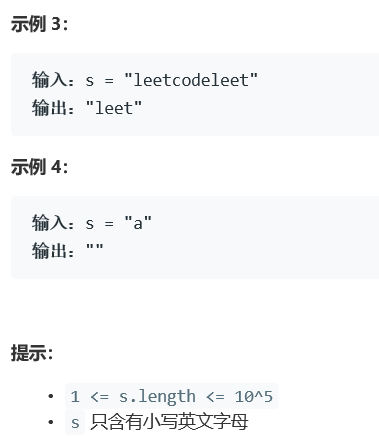 示例 3：
输入：s = "leetcodeleet"
输出："leet"
示例 4：
输入：s = "a"
输出：""
提示：
• 1 <= s.length <= 10^5
• s 只含有小写英文字母